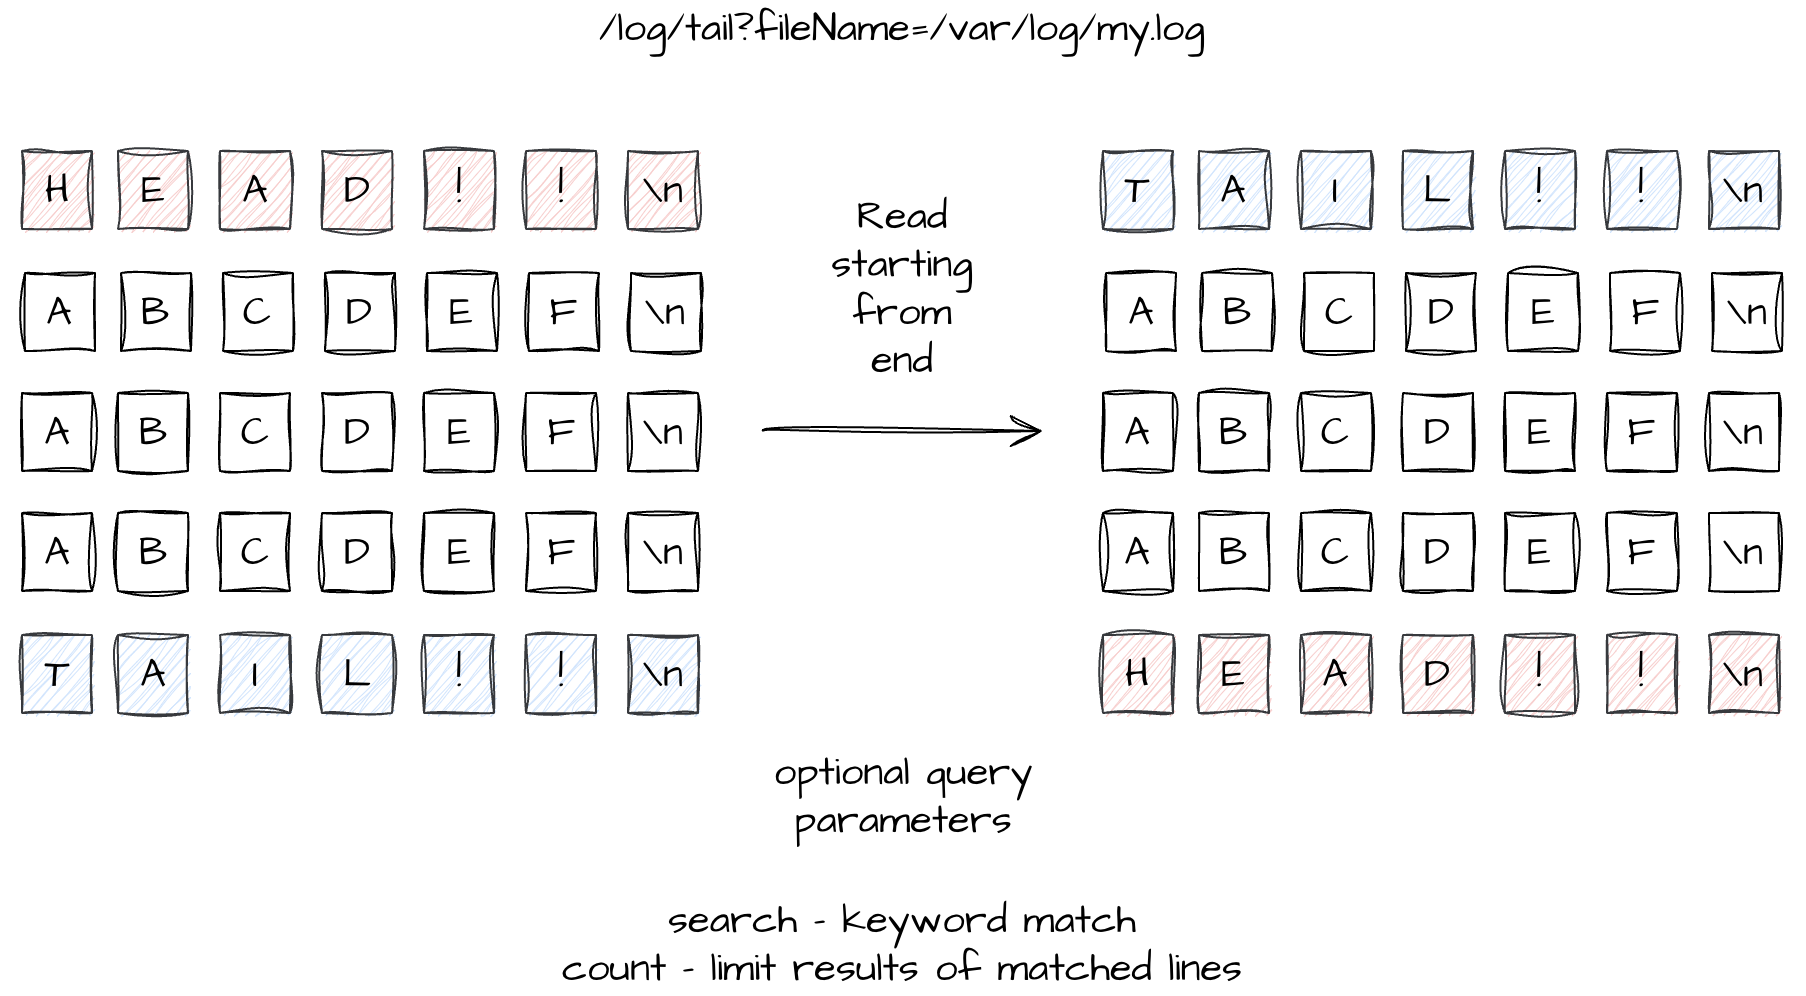 /log/tail?fileName=/var/log/my.log
H E A D ! ! \n
A B C D E F \n
A B C D E F \n
A B C D E F \n
T A I L ! ! \n
Read
starting
from
end
T A I L ! ! \n
A B C D E F \n
A B C D E F \n
A B C D E F \n
H E A D ! ! \n
optional query
parameters
search - keyword match
count - limit results of matched lines